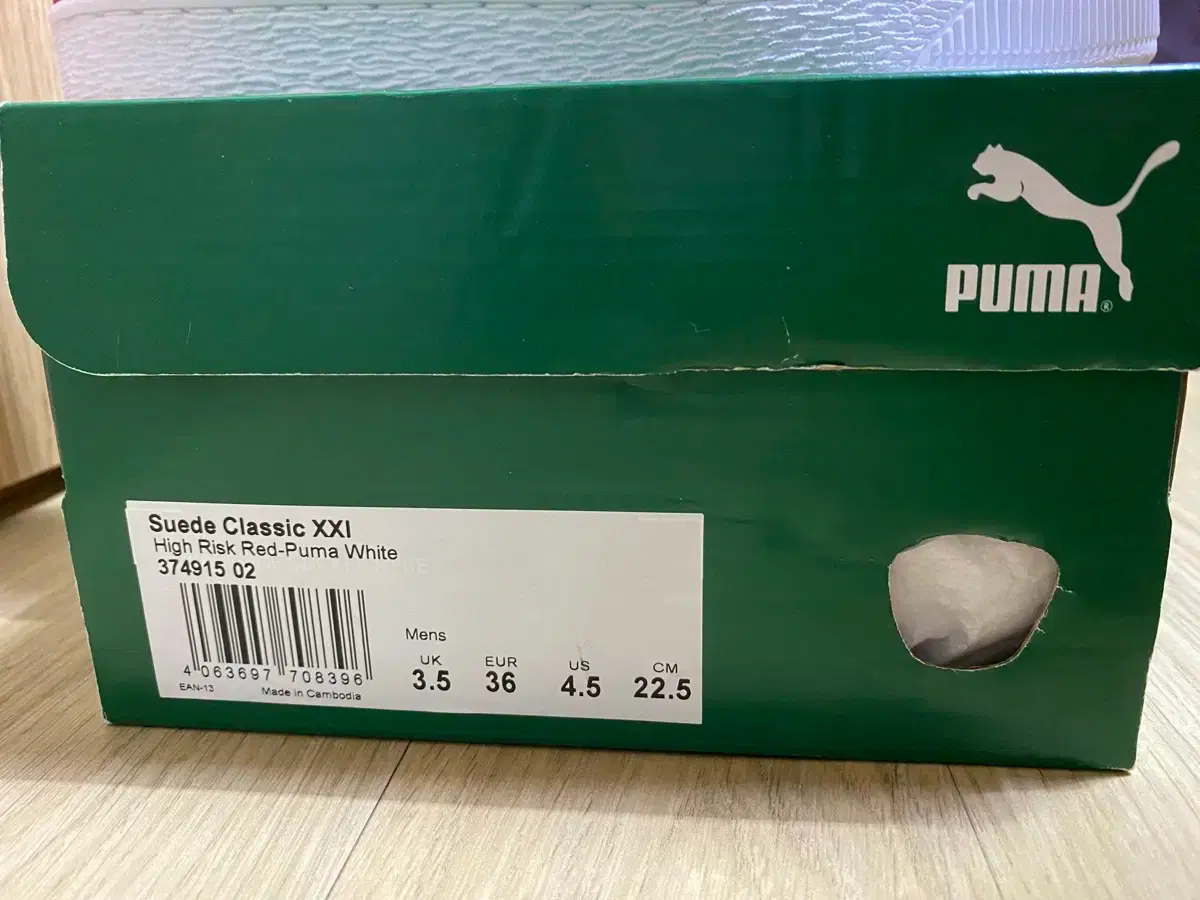 PUMA®
Suede Classic XXI
High Risk Red-Puma White
374915 02
4 063697 708396
EAN-13 Made in Cambodia
Mens
UK EUR US CM
3.5 36 4.5 22.5